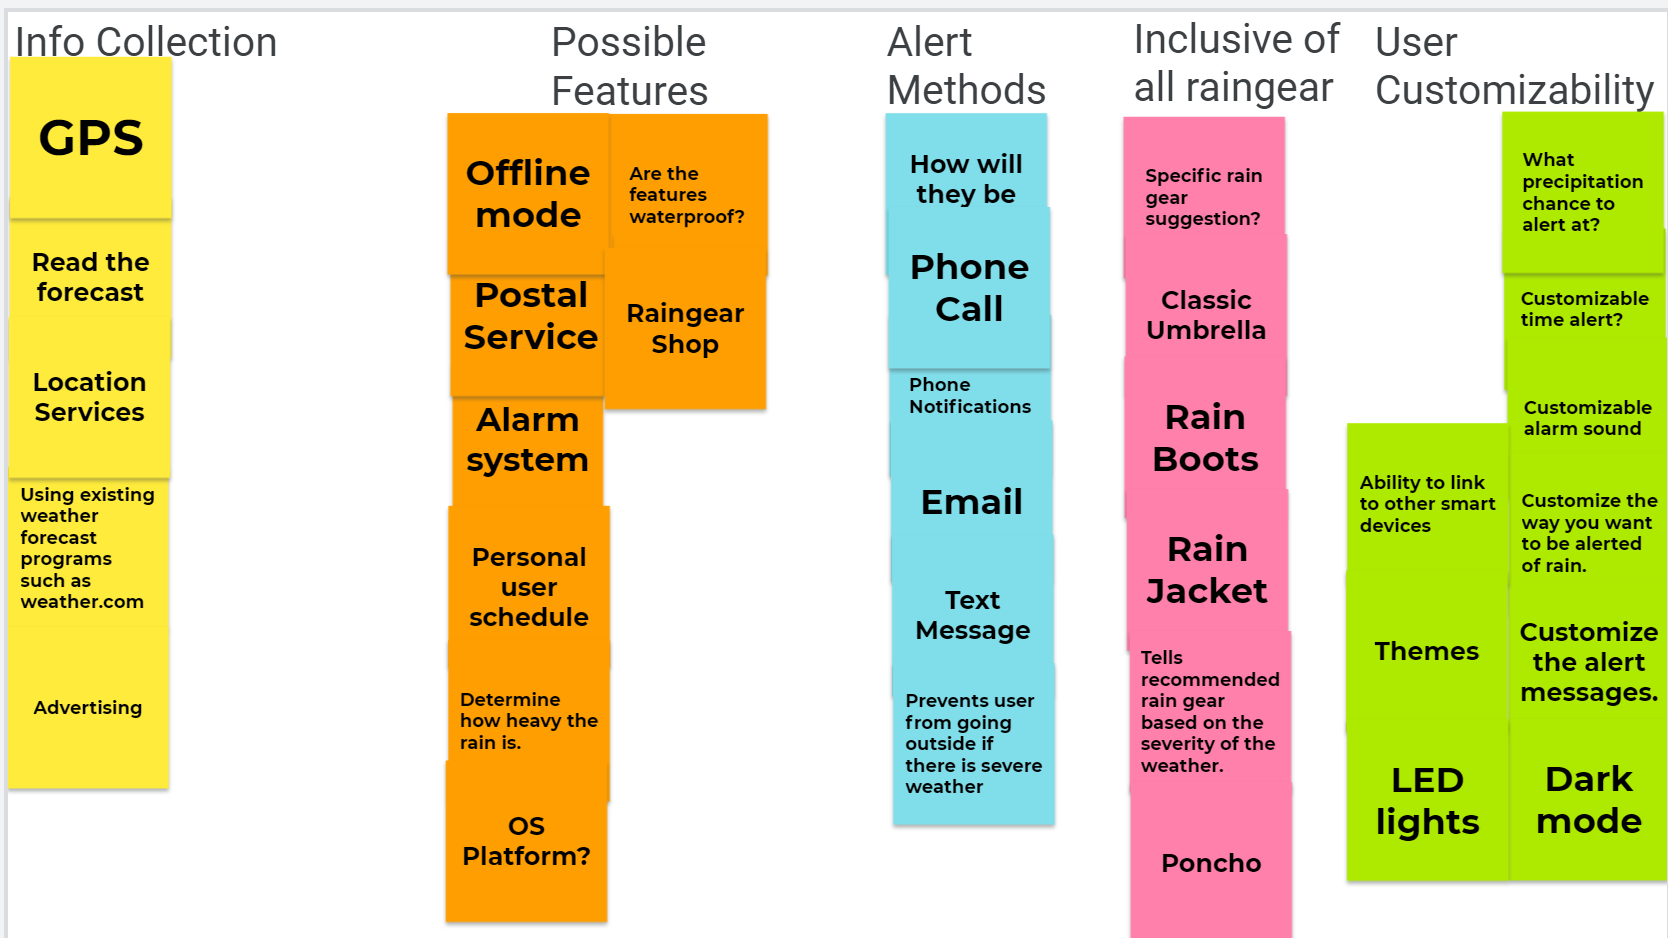 Info Collection
GPS
Read the
forecast
Location
Services
Using existing
weather
forecast
programs
such as
weather.com
Advertising
Possible
Features
Offline
mode
Postal
Service
Alarm
system
Personal
user
schedule
Determine
how heavy the
rain is.
OS
Platform?
Are the
features
waterproof?
Raingear
Shop
Alert
Methods
How will
they be
Phone
Call
Phone
Notifications
Email
Text
Message
Prevents user
from going
outside if
there is severe
weather
Inclusive of
all raingear
Specific rain
gear
suggestion?
Classic
Umbrella
Rain
Boots
Rain
Jacket
Tells
recommended
rain gear
based on the
severity of the
weather.
Poncho
User
Customizability
What
precipitation
chance to
alert at?
Customizable
time alert?
Customizable
alarm sound
Customize the
way you want
to be alerted
of rain.
Customize
the alert
messages.
Dark
mode
Ability to link
to other smart
devices
Themes
LED
lights